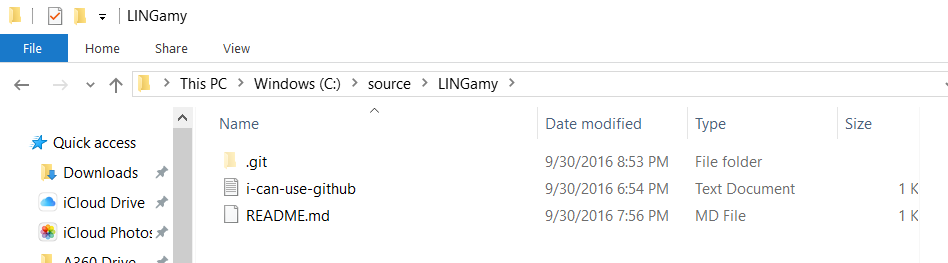 LINGamy
File Home Share View
This PC Windows (C:) source LINGamy
Name Date modified Type Size
Quick access
Downloads
iCloud Drive
iCloud Photos
A360 Drive
.git 9/30/2016 8:53 PM File folder
i-can-use-github 9/30/2016 6:54 PM Text Document 1 K
README.md 9/30/2016 7:56 PM MD File 1 K